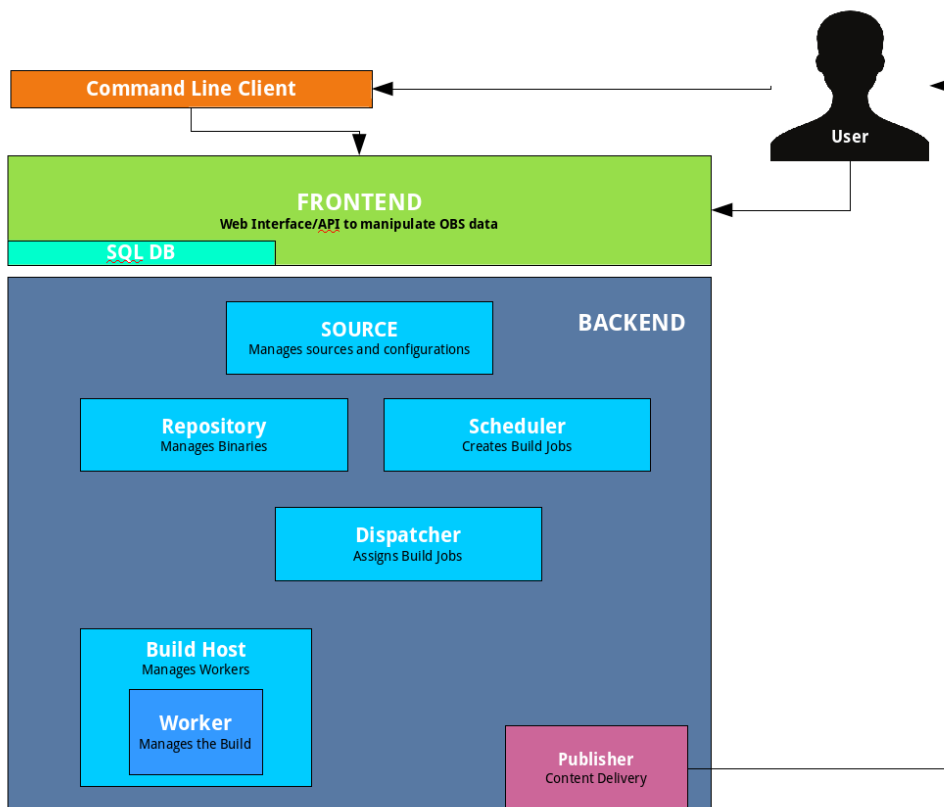 Command Line Client
User
FRONTEND
Web Interface/API to manipulate OBS data
SQL DB
BACKEND
SOURCE
Manages sources and configurations
Repository
Manages Binaries
Scheduler
Creates Build Jobs
Dispatcher
Assigns Build Jobs
Build Host
Manages Workers
Worker
Manages the Build
Publisher
Content Delivery